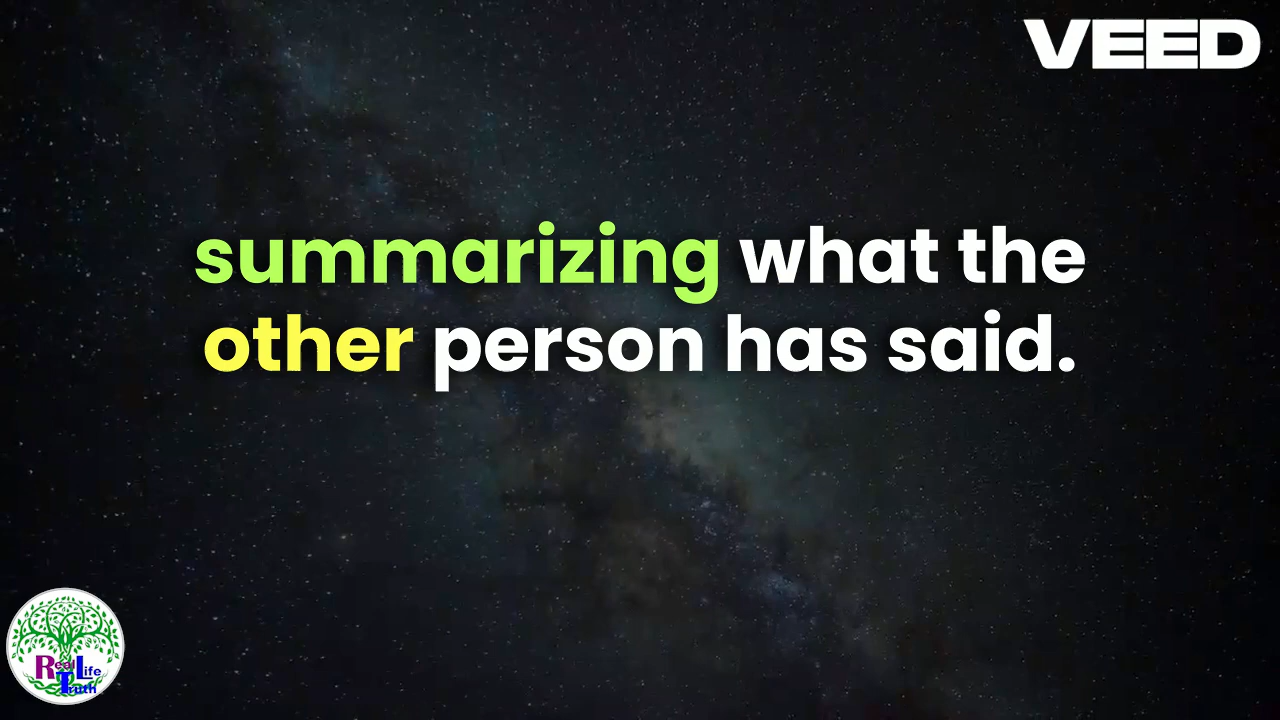 VEED
summarizing what the
other person has said.
Real Life
Truth